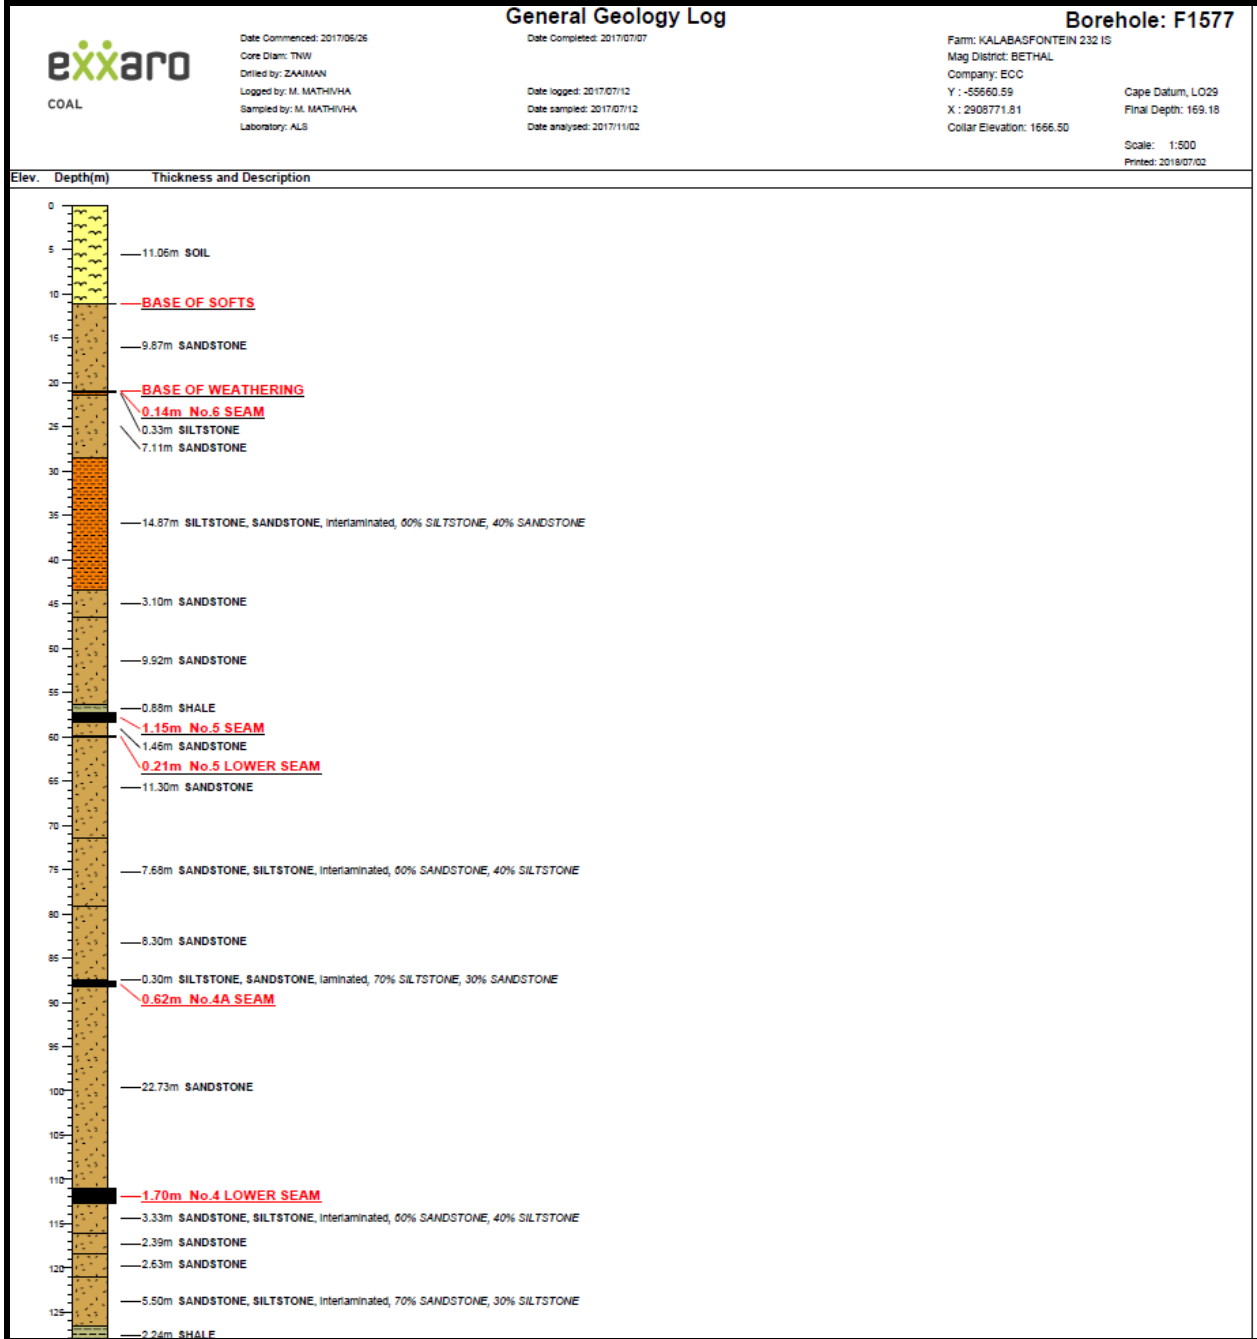 General Geology Log
Borehole: F1577
exxaro
COAL
Date Commenced: 2017/06/26
Date Completed: 2017/07/07
Core Diam: TNW
Drilled by: ZAAIMAN
Logged by: M. MATHIVHA
Date logged: 2017/07/12
Sampled by: M. MATHIVHA
Date sampled: 2017/07/12
Laboratory: ALS
Date analysed: 2017/11/02
Farm: KALABASFONTEIN 232 IS
Mag District: BETHAL
Company: ECC
Y : -55660.59
Cape Datum, LO29
X : 2908771.81
Final Depth: 169.18
Collar Elevation: 1666.50
Scale: 1:500
Printed: 2018/07/02
Elev. Depth(m) Thickness and Description
0
5
11.06m SOIL
10
BASE OF SOFTS
15
9.87m SANDSTONE
20
BASE OF WEATHERING
0.14m No.6 SEAM
25
0.33m SILTSTONE
7.11m SANDSTONE
30
35
14.87m SILTSTONE, SANDSTONE, Interlaminated, 60% SILTSTONE, 40% SANDSTONE
40
45
3.10m SANDSTONE
50
9.92m SANDSTONE
55
0.88m SHALE
1.15m No.5 SEAM
60
1.46m SANDSTONE
0.21m No.5 LOWER SEAM
65
11.30m SANDSTONE
70
75
7.68m SANDSTONE, SILTSTONE, Interlaminated, 60% SANDSTONE, 40% SILTSTONE
80
8.30m SANDSTONE
85
0.30m SILTSTONE, SANDSTONE, laminated, 70% SILTSTONE, 30% SANDSTONE
90
0.62m No.4A SEAM
95
100
22.73m SANDSTONE
105
110
1.70m No.4 LOWER SEAM
115
3.33m SANDSTONE, SILTSTONE, Interlaminated, 60% SANDSTONE, 40% SILTSTONE
2.39m SANDSTONE
120
2.63m SANDSTONE
125
5.50m SANDSTONE, SILTSTONE, Interlaminated, 70% SANDSTONE, 30% SILTSTONE
2.24m SHALE